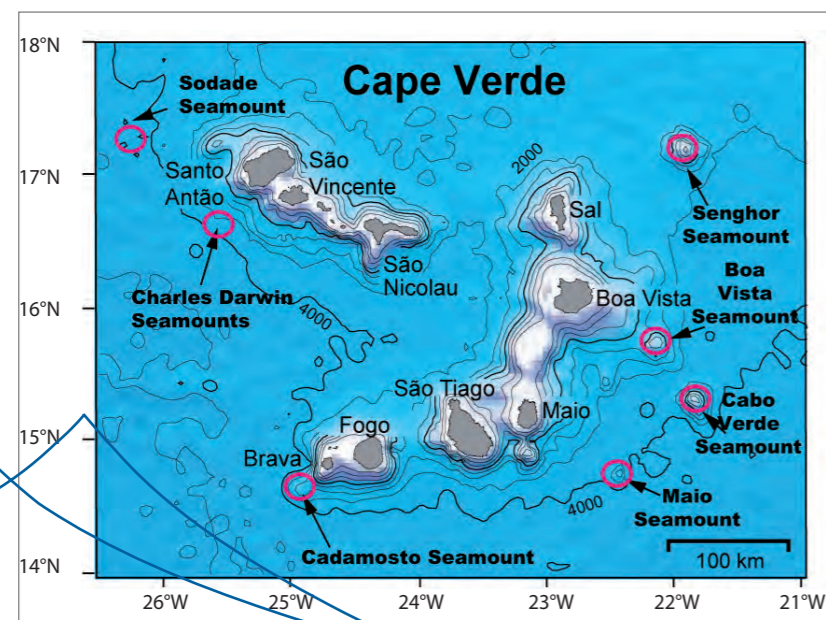 Cape Verde
18°N
17°N
16°N
15°N
14°N
Sodade
Seamount
Santo
Antão
São
Vincente
São
Nicolau
Charles Darwin
Seamounts
4000
2000
Sal
Senghor
Seamount
Boa
Vista
Seamount
Boa Vista
São Tiago
Maio
Fogo
Brava
Cabo
Verde
Seamount
Maio
Seamount
4000
Cadamosto Seamount
100 km
26°W
25°W
24°W
23°W
22°W
21°W